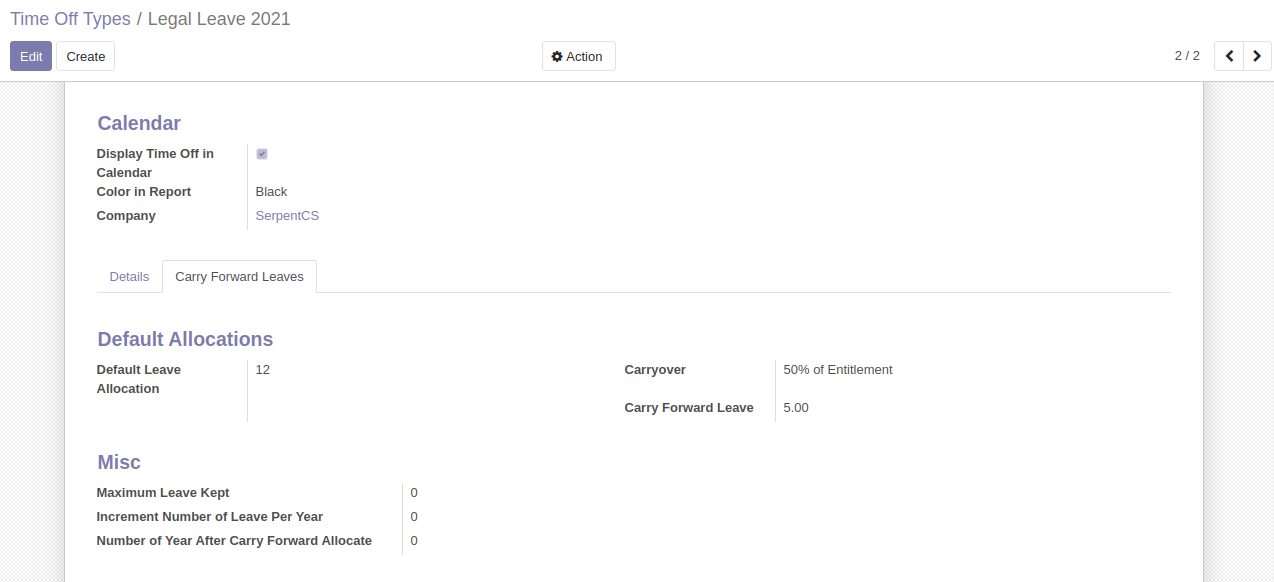 Time Off Types / Legal Leave 2021
Edit Create Action 2 / 2
Calendar
Display Time Off in
Calendar
Color in Report Black
Company SerpentCS
Details Carry Forward Leaves
Default Allocations
Default Leave 12 Carryover 50% of Entitlement
Allocation
Carry Forward Leave 5.00
Misc
Maximum Leave Kept 0
Increment Number of Leave Per Year 0
Number of Year After Carry Forward Allocate 0